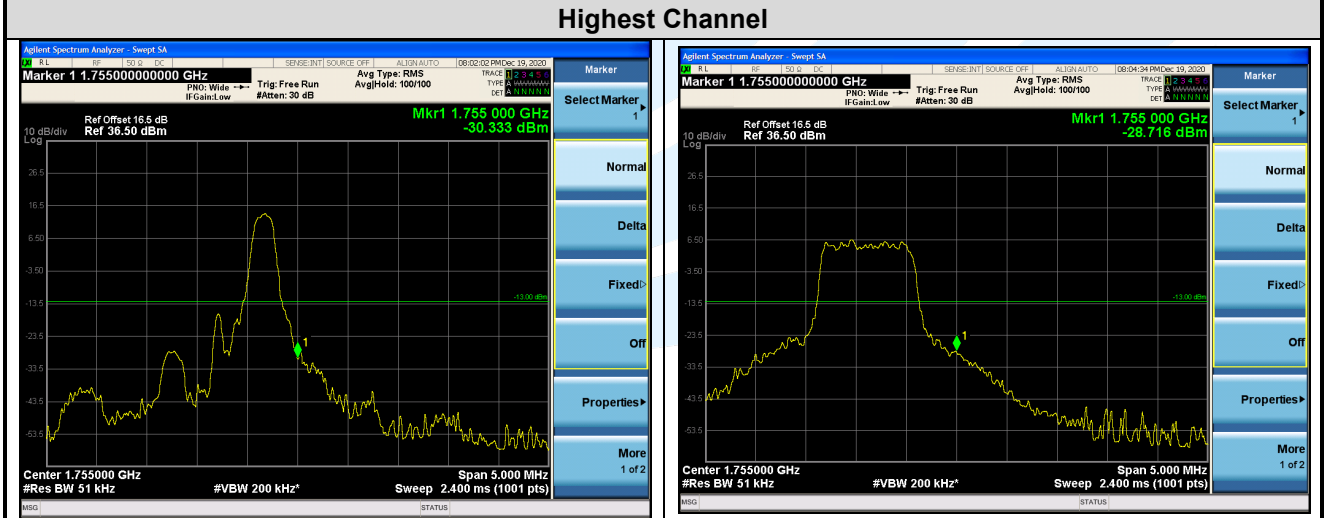 Highest Channel
Agilent Spectrum Analyzer - Swept SA
RL RF 50 Ω DC SENSE:INT SOURCE OFF ALIGN AUTO 08:02:02 PM Dec 19, 2020
Marker 1 1.755000000000 GHz
PNO: Wide
IFGain:Low
Trig: Free Run
#Atten: 30 dB
Avg Type: RMS
Avg|Hold: 100/100
TRACE 1 2 3 4 5 6
TYPE A
DET A N N N N N
Mkr1 1.755 000 GHz
-30.333 dBm
Ref Offset 16.5 dB
10 dB/div Ref 36.50 dBm
Log
26.5
16.5
6.50
-3.50
-13.00 dBm
-13.5
-23.5
1
-33.5
-43.5
-53.5
Center 1.755000 GHz Span 5.000 MHz
#Res BW 51 kHz #VBW 200 kHz* Sweep 2.400 ms (1001 pts)
MSG STATUS
Marker
Select Marker
1
Normal
Delta
Fixed
Off
Properties
More
1 of 2
Agilent Spectrum Analyzer - Swept SA
RL RF 50 Ω DC SENSE:INT SOURCE OFF ALIGN AUTO 08:04:34 PM Dec 19, 2020
Marker 1 1.755000000000 GHz
PNO: Wide
IFGain:Low
Trig: Free Run
#Atten: 30 dB
Avg Type: RMS
Avg|Hold: 100/100
TRACE 1 2 3 4 5 6
TYPE A
DET A N N N N N
Mkr1 1.755 000 GHz
-28.716 dBm
Ref Offset 16.5 dB
10 dB/div Ref 36.50 dBm
Log
26.5
16.5
6.50
-3.50
-13.00 dBm
-13.5
-23.5
1
-33.5
-43.5
-53.5
Center 1.755000 GHz Span 5.000 MHz
#Res BW 51 kHz #VBW 200 kHz* Sweep 2.400 ms (1001 pts)
MSG STATUS
Marker
Select Marker
1
Normal
Delta
Fixed
Off
Properties
More
1 of 2